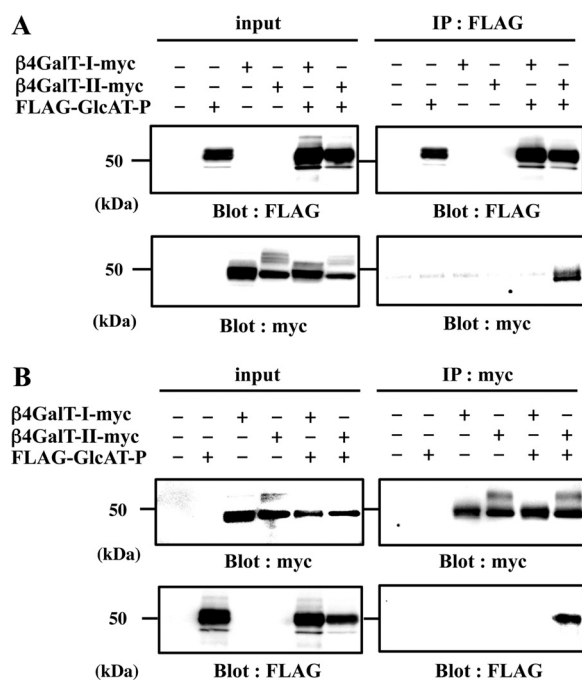 A
input IP : FLAG
β4GalT-I-myc – – + – + – – – + – + –
β4GalT-II-myc – – – + – + – – – + – +
FLAG-GlcAT-P – + – – + + – + – – + +
50
(kDa) Blot : FLAG Blot : FLAG
50
(kDa) Blot : myc Blot : myc
B
input IP : myc
β4GalT-I-myc – – + – + – – – + – + –
β4GalT-II-myc – – – + – + – – – + – +
FLAG-GlcAT-P – + – – + + – + – – + +
50
(kDa) Blot : myc Blot : myc
50
(kDa) Blot : FLAG Blot : FLAG